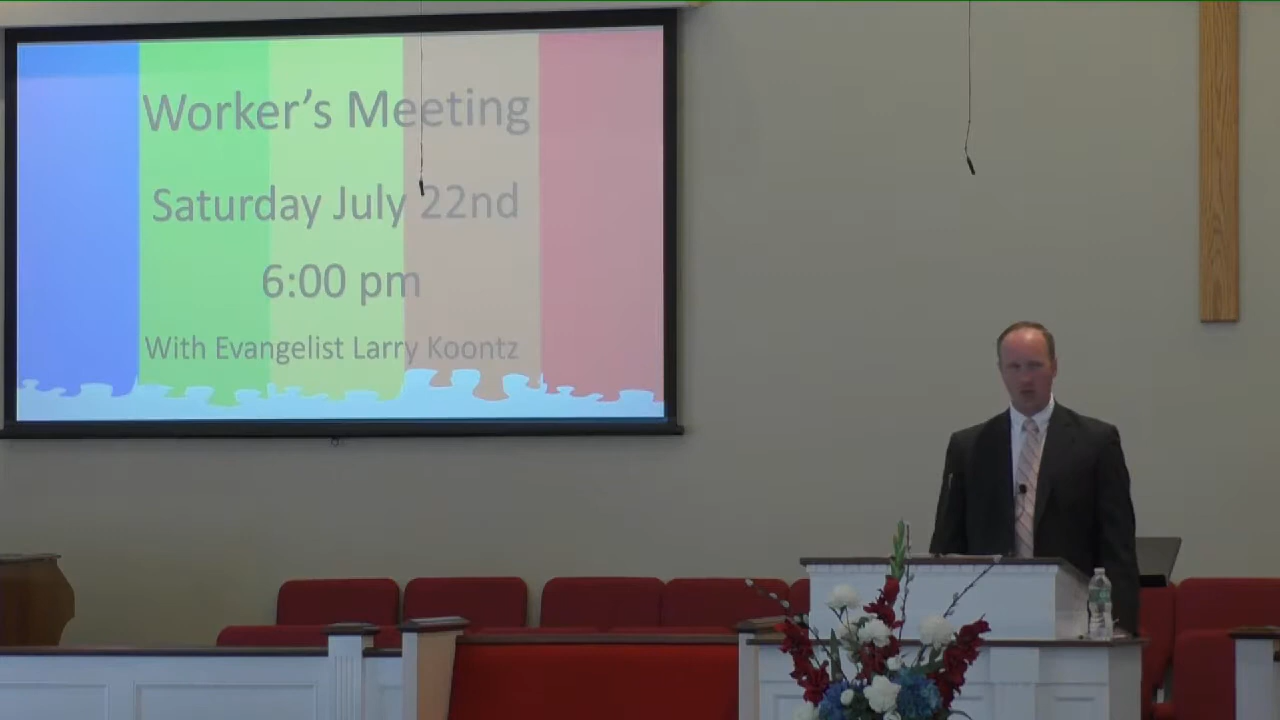 Worker’s Meeting
Saturday July 22nd
6:00 pm
With Evangelist Larry Koontz